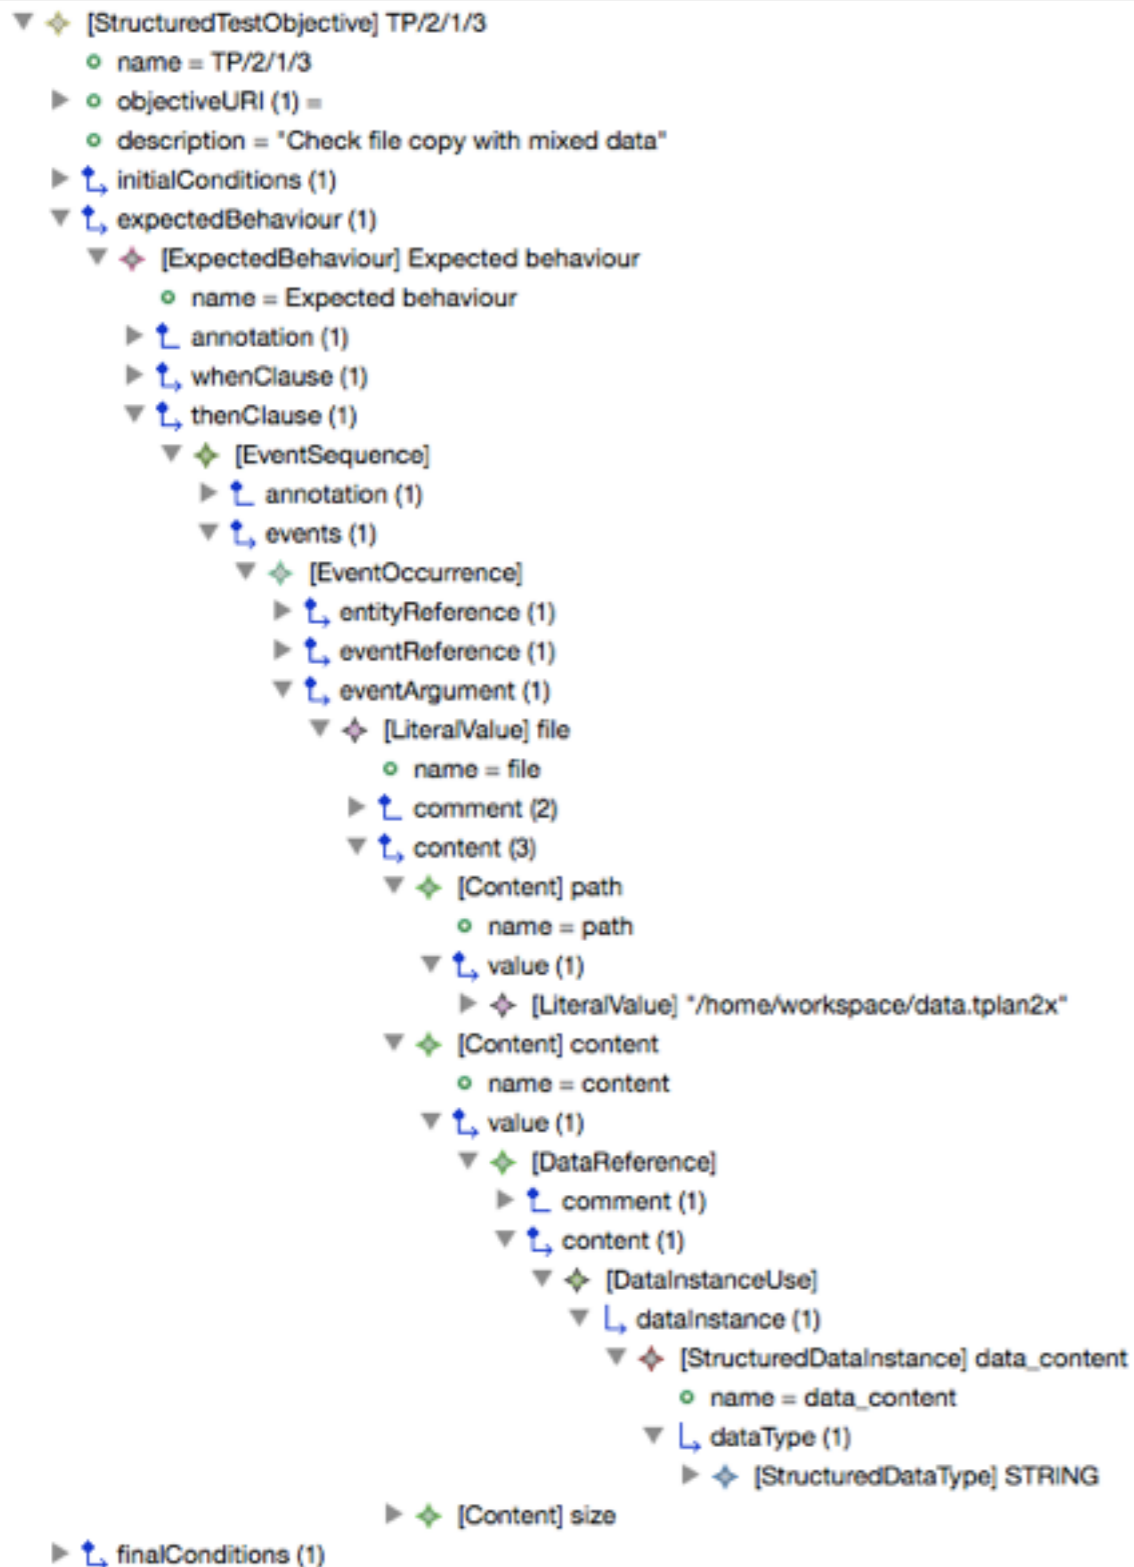 [StructuredTestObjective] TP/2/1/3
name = TP/2/1/3
objectiveURI (1) =
description = "Check file copy with mixed data"
initialConditions (1)
expectedBehaviour (1)
[ExpectedBehaviour] Expected behaviour
name = Expected behaviour
annotation (1)
whenClause (1)
thenClause (1)
[EventSequence]
annotation (1)
events (1)
[EventOccurrence]
entityReference (1)
eventReference (1)
eventArgument (1)
[LiteralValue] file
name = file
comment (2)
content (3)
[Content] path
name = path
value (1)
[LiteralValue] "/home/workspace/data.tplan2x"
[Content] content
name = content
value (1)
[DataReference]
comment (1)
content (1)
[DataInstanceUse]
dataInstance (1)
[StructuredDataInstance] data_content
name = data_content
dataType (1)
[StructuredDataType] STRING
[Content] size
finalConditions (1)